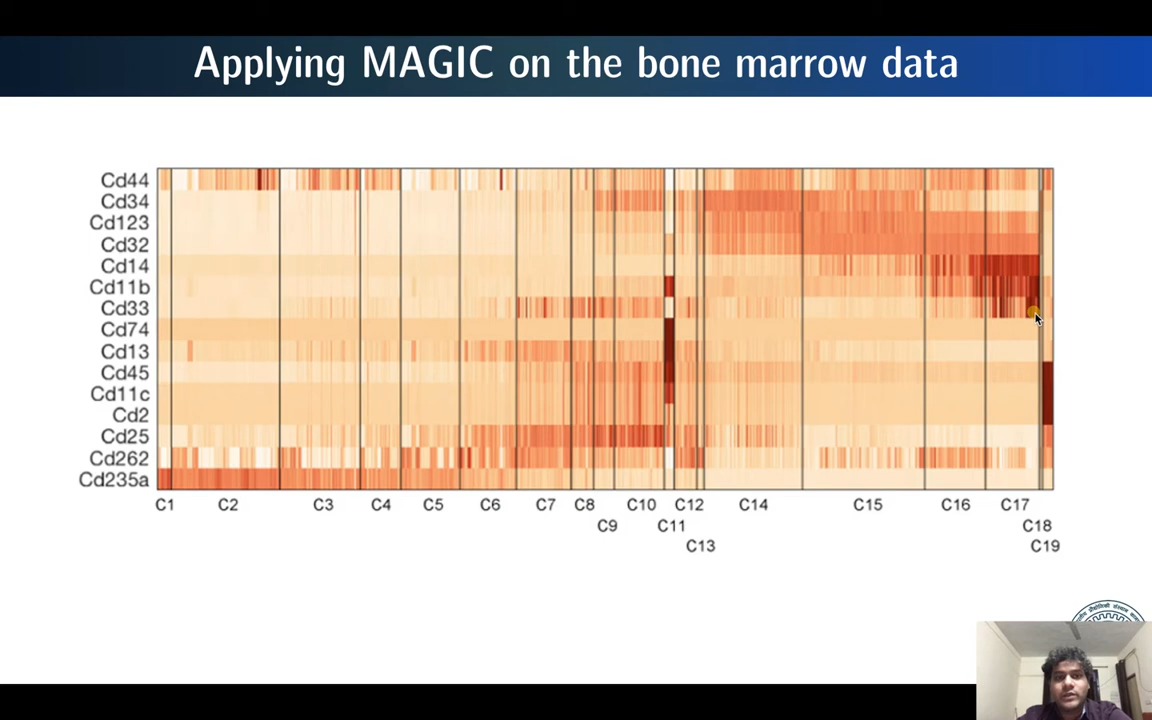 Applying MAGIC on the bone marrow data
Cd44
Cd34
Cd123
Cd32
Cd14
Cd11b
Cd33
Cd74
Cd13
Cd45
Cd11c
Cd2
Cd25
Cd262
Cd235a
C1 C2 C3 C4 C5 C6 C7 C8 C10 C12 C14 C15 C16 C17
C9 C11 C18
C13 C19